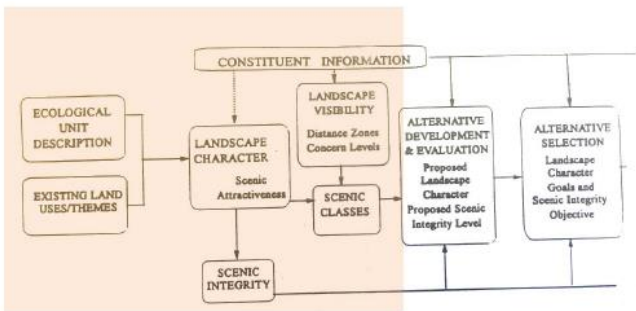 CONSTITUENT INFORMATION
ECOLOGICAL
UNIT
DESCRIPTION
EXISTING LAND
USES/THEMES
LANDSCAPE
CHARACTER
Scenic
Attractiveness
LANDSCAPE
VISIBILITY
Distance Zones
Concern Levels
SCENIC
CLASSES
SCENIC
INTEGRITY
ALTERNATIVE
DEVELOPMENT
& EVALUATION
Proposed
Landscape
Character
Proposed Scenic
Integrity Level
ALTERNATIVE
SELECTION
Landscape
Character
Goals and
Scenic Integrity
Objective